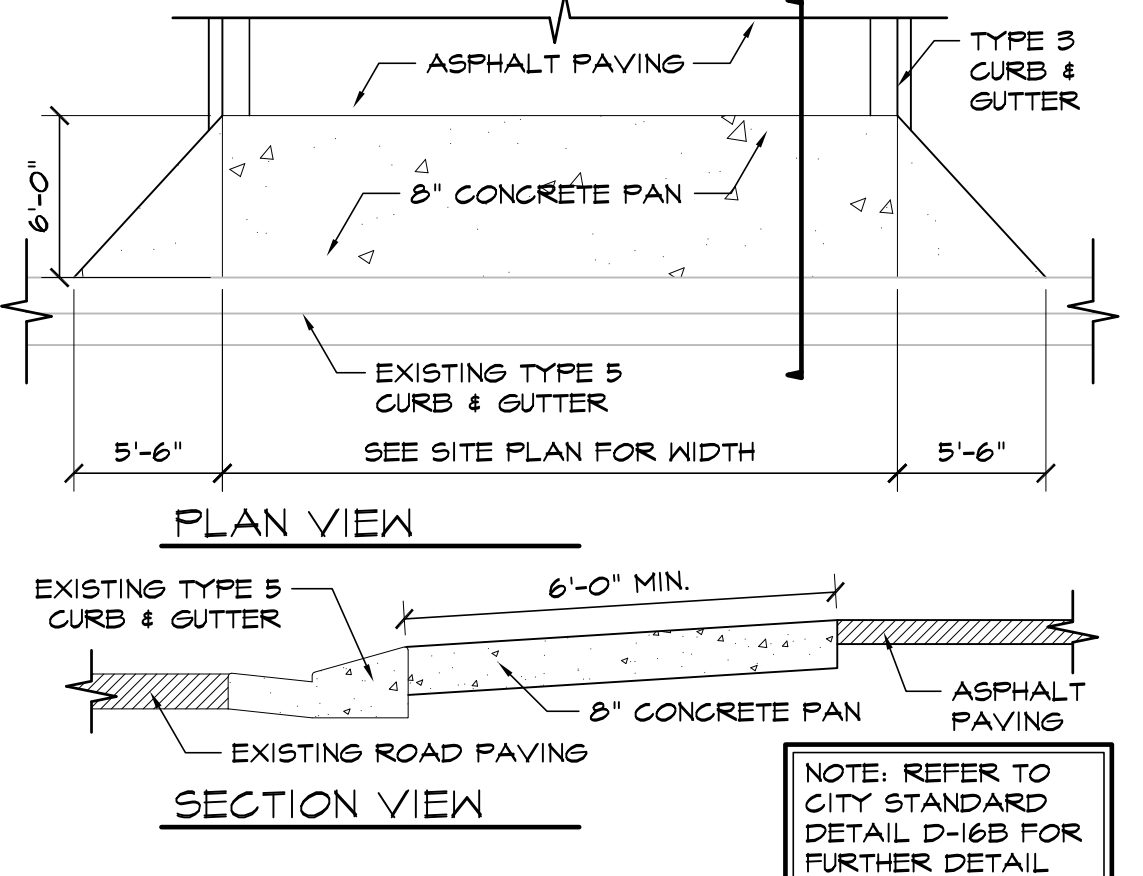 ASPHALT PAVING
TYPE 3
CURB &
GUTTER
6'-0"
8" CONCRETE PAN
EXISTING TYPE 5
CURB & GUTTER
5'-6"
SEE SITE PLAN FOR WIDTH
5'-6"
PLAN VIEW
EXISTING TYPE 5
CURB & GUTTER
6'-0" MIN.
8" CONCRETE PAN
ASPHALT
PAVING
EXISTING ROAD PAVING
SECTION VIEW
NOTE: REFER TO
CITY STANDARD
DETAIL D-16B FOR
FURTHER DETAIL